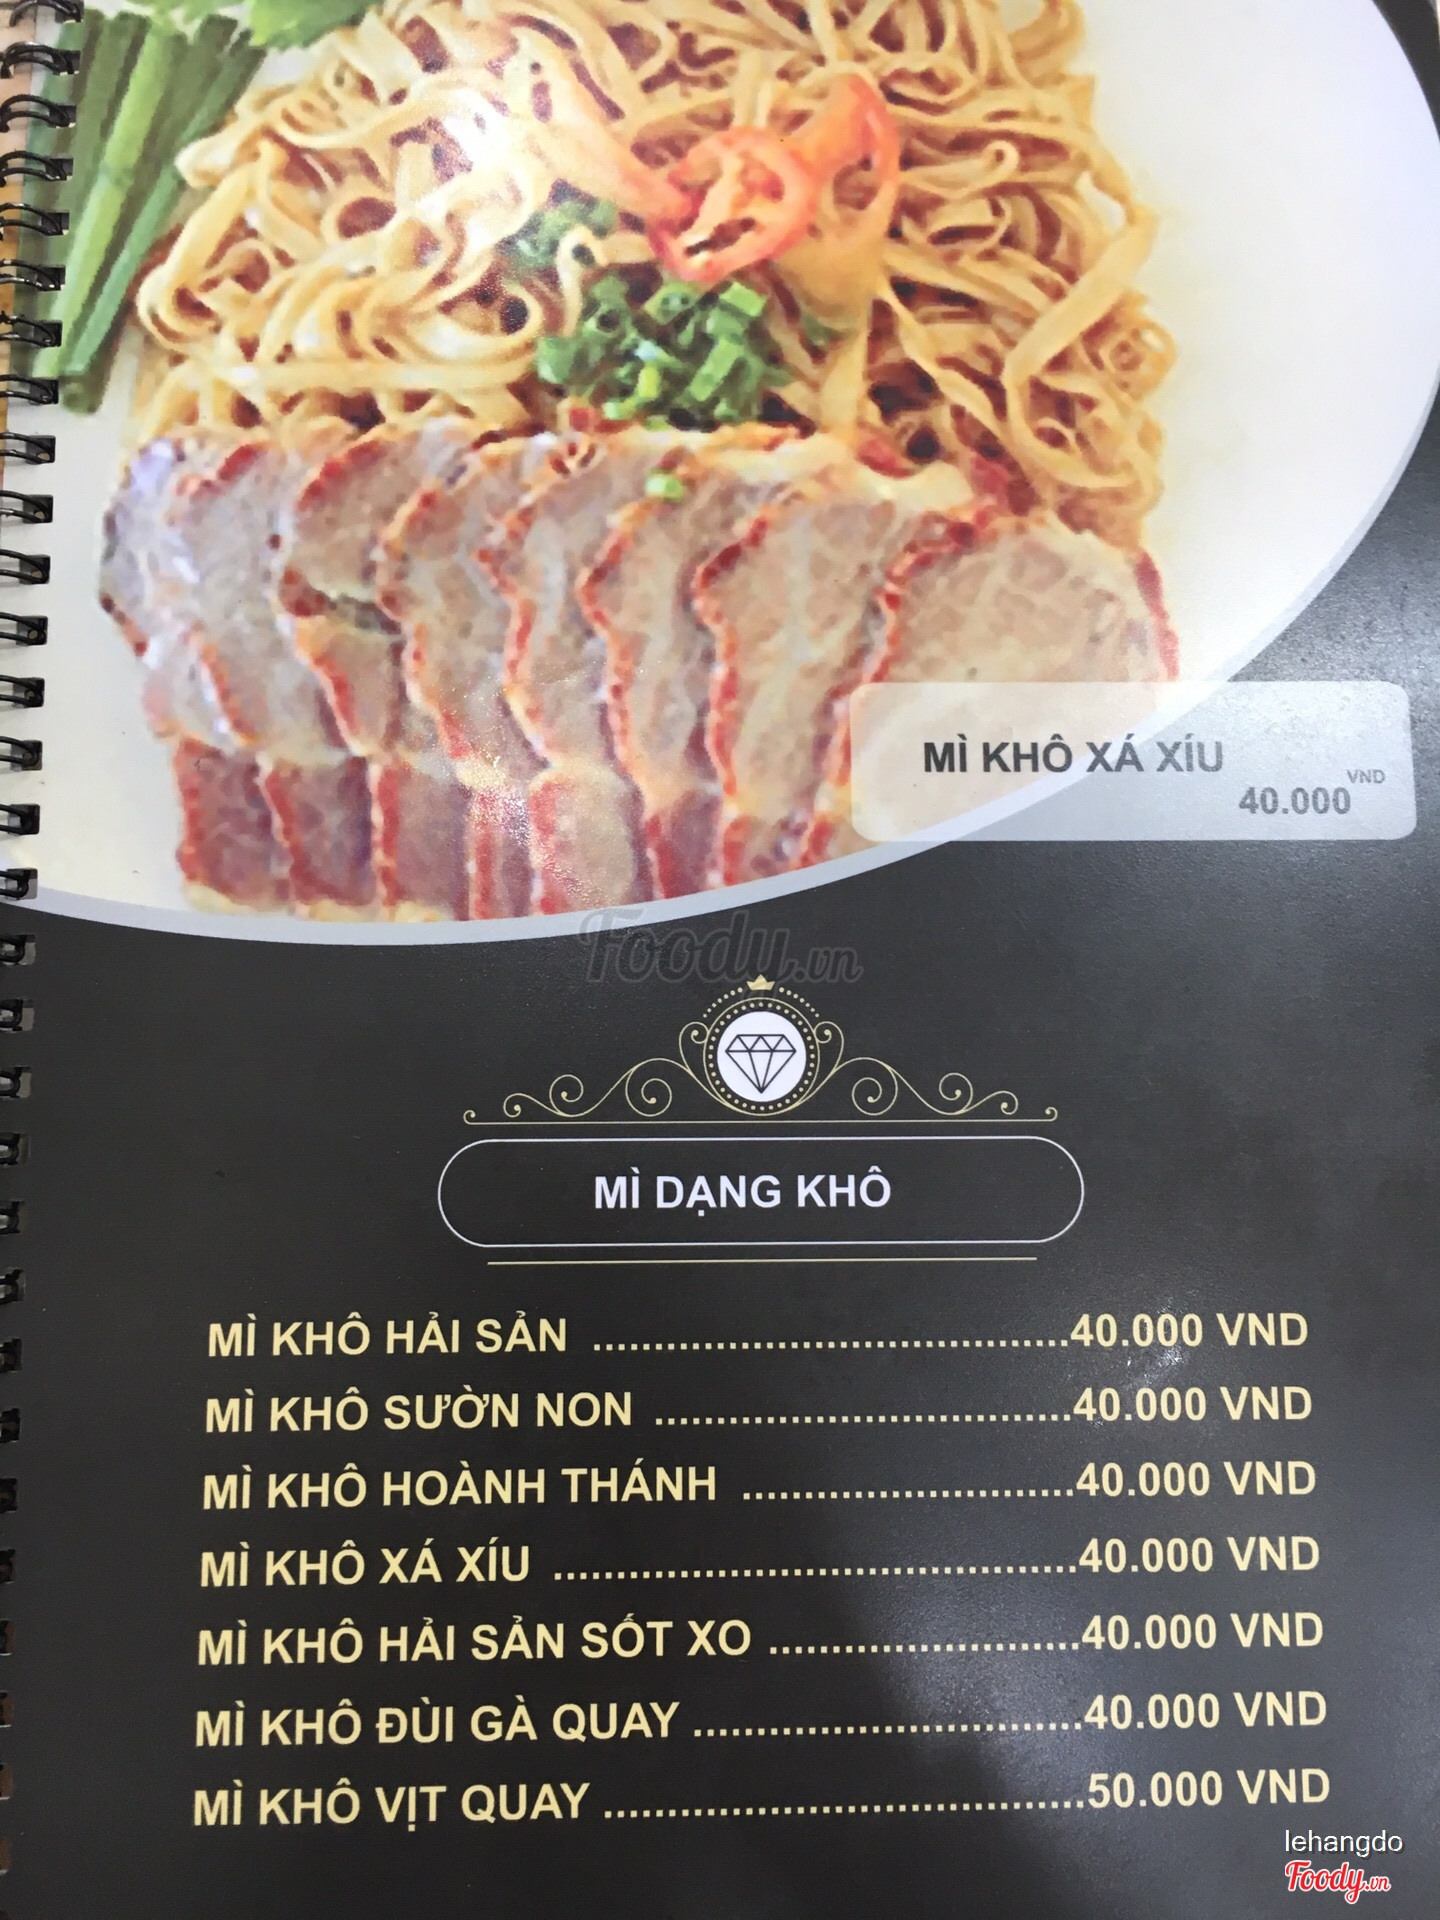 MÌ KHÔ XÁ XÍU
VND
40.000
Foody.vn
MÌ DẠNG KHÔ
MÌ KHÔ HẢI SẢN ......................................40.000 VND
MÌ KHÔ SƯỜN NON ..................................40.000 VND
MÌ KHÔ HOÀNH THÁNH ...........................40.000 VND
MÌ KHÔ XÁ XÍU ..........................................40.000 VND
MÌ KHÔ HẢI SẢN SỐT XO .........................40.000 VND
MÌ KHÔ ĐÙI GÀ QUAY ...............................40.000 VND
MÌ KHÔ VỊT QUAY .......................................50.000 VND
lehangdo
Foody.vn